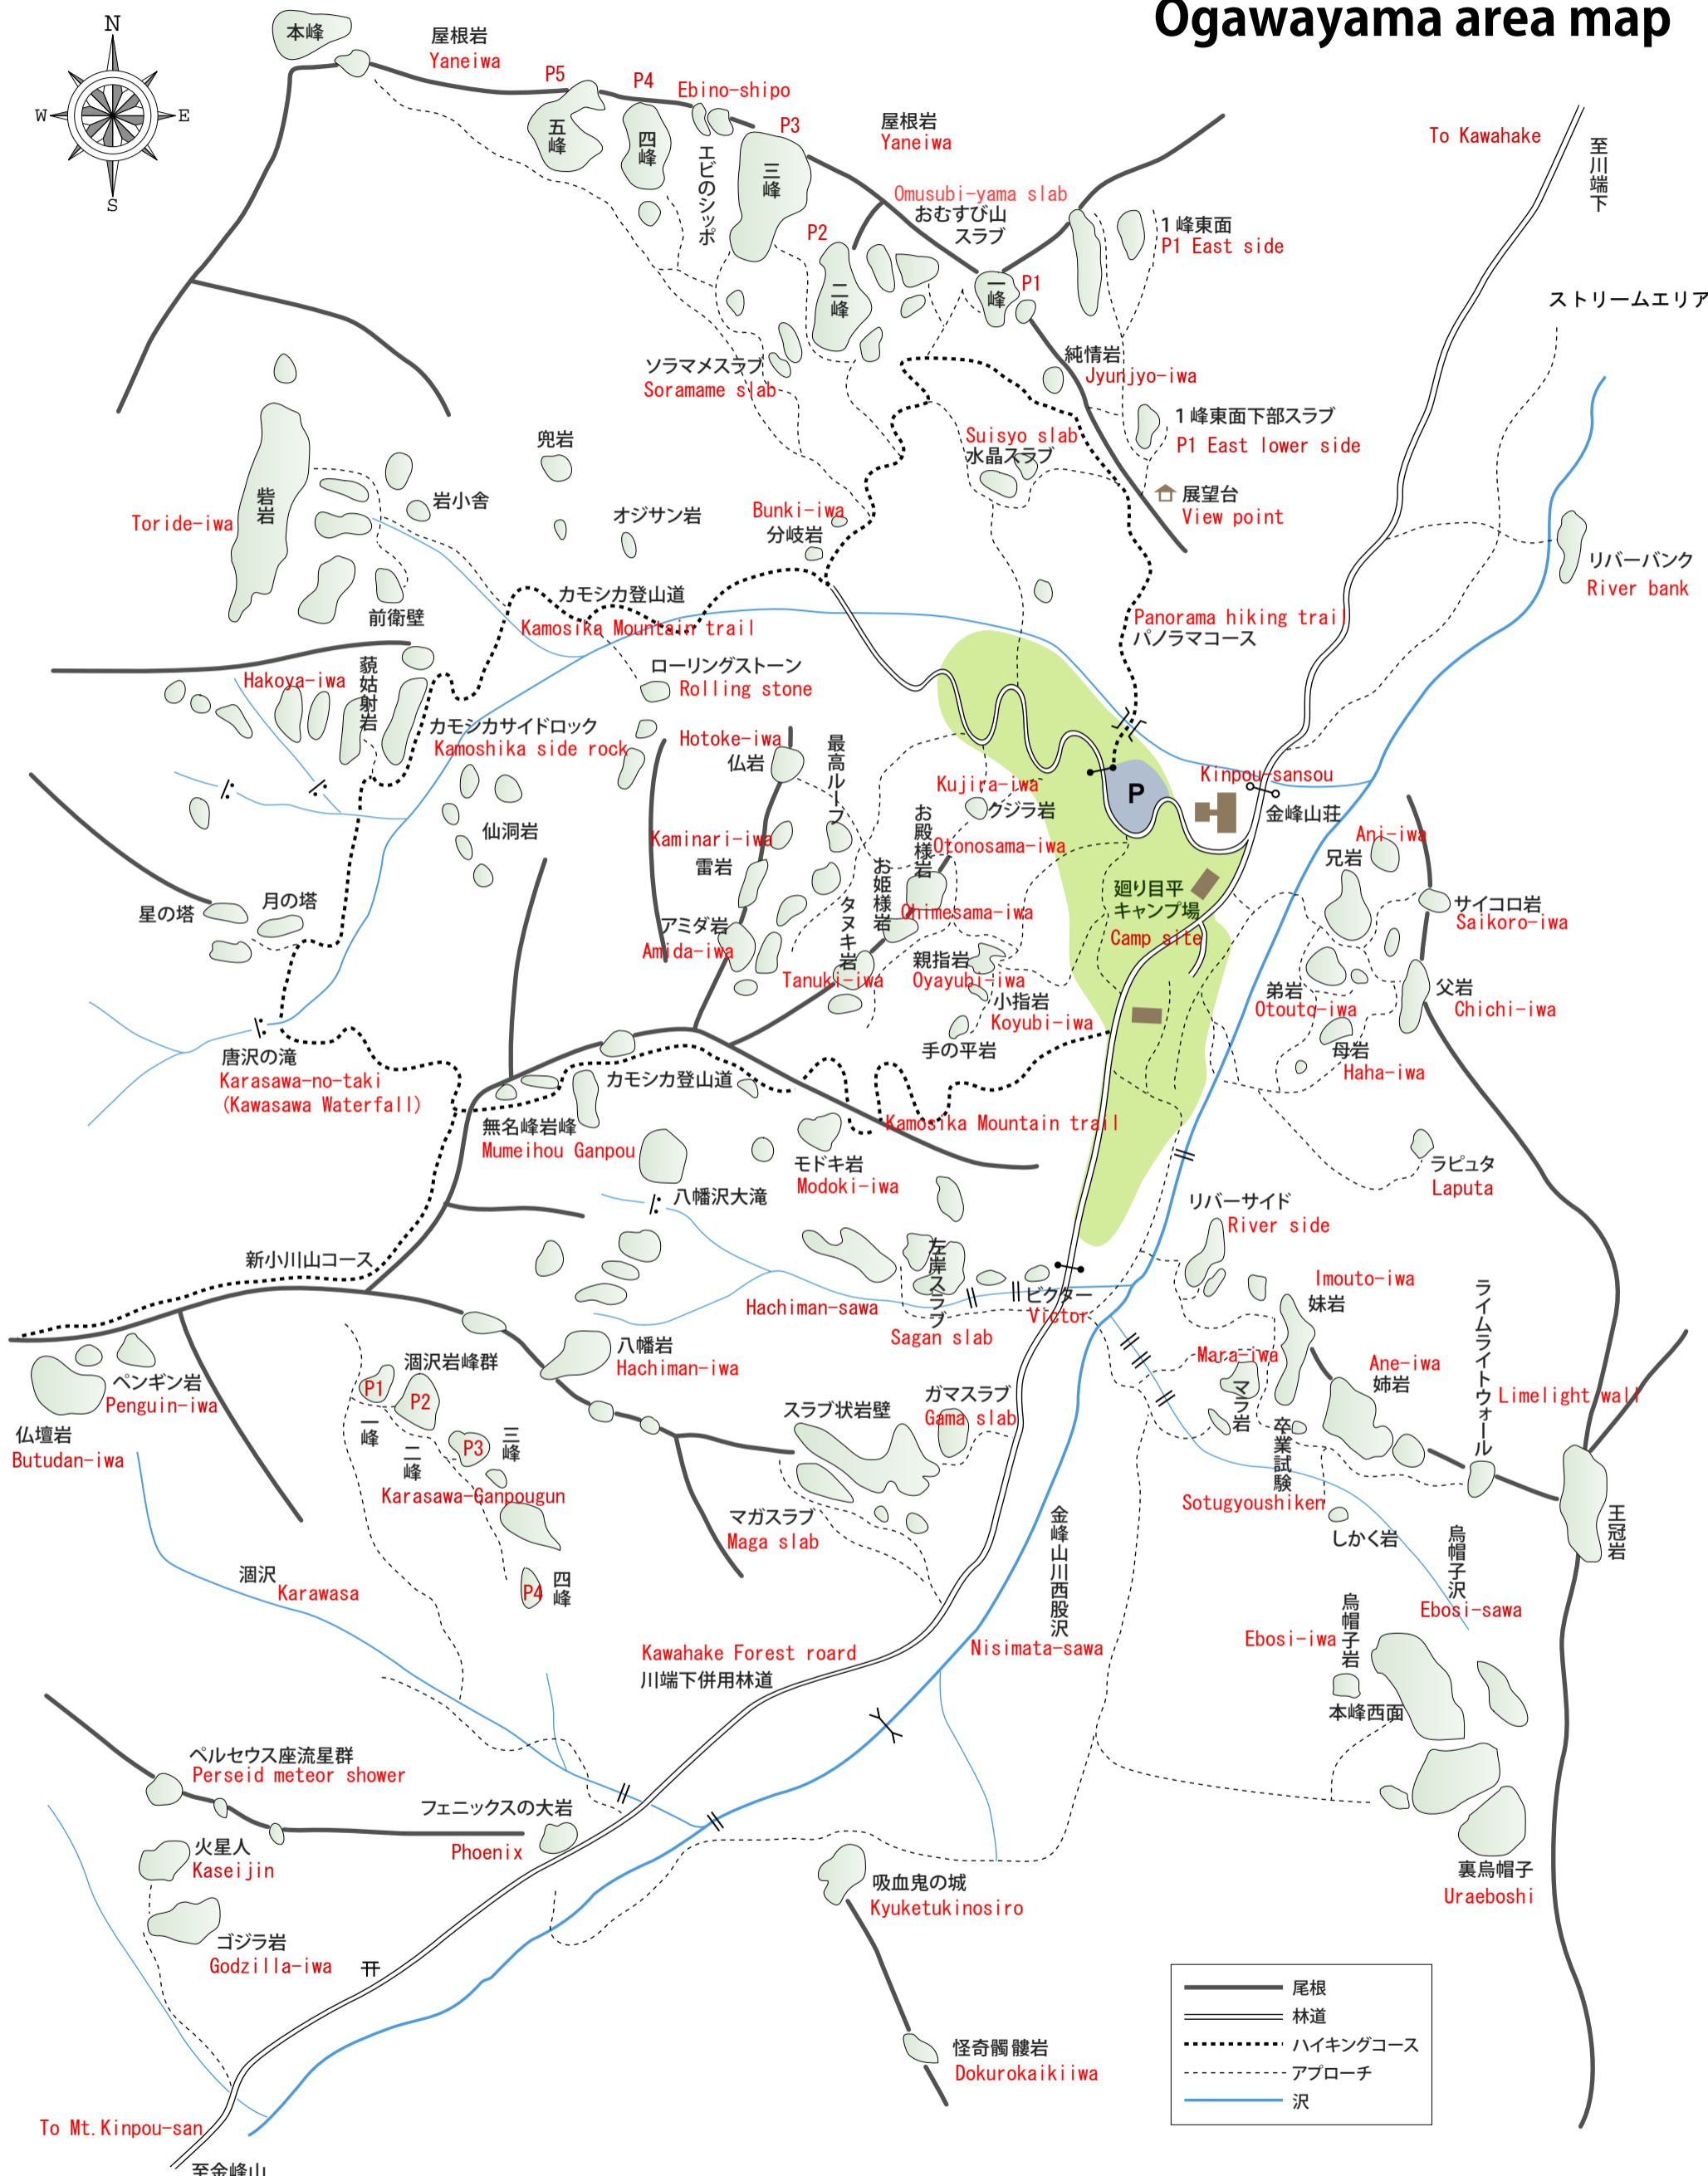 Ogawayama area map
N
W
E
S
本峰
屋根岩
Yaneiwa
P5
五峰
P4
四峰
Ebino-shipo
エビのシッポ
P3
三峰
屋根岩
Yaneiwa
Omusubi-yama slab
おむすび山
スラブ
P2
二峰
一峰
P1
1峰東面
P1 East side
To Kawahake
至川端下
ストリームエリア
ソラマメスラブ
Soramame slab
純情岩
Jyunjyo-iwa
1峰東面下部スラブ
P1 East lower side
Suisyo slab
水晶スラブ
展望台
View point
兜岩
岩小舎
砦岩
Toride-iwa
オジサン岩
Bunki-iwa
分岐岩
リバーバンク
River bank
前衛壁
カモシカ登山道
Kamosika Mountain trail
Panorama hiking trail
パノラマコース
Hakoya-iwa
藐姑射岩
ローリングストーン
Rolling stone
カモシカサイドロック
Kamoshika side rock
Hotoke-iwa
仏岩
最高ルーフ
Kujira-iwa
クジラ岩
P
Kinpou-sansou
金峰山荘
仙洞岩
Kaminari-iwa
雷岩
お殿様岩
Otonosama-iwa
Ani-iwa
兄岩
星の塔
月の塔
アミダ岩
Amida-iwa
タヌキ岩
Tanuki-iwa
お姫様岩
Ohimesama-iwa
廻り目平
キャンプ場
Camp site
サイコロ岩
Saikoro-iwa
親指岩
Oyayubi-iwa
小指岩
Koyubi-iwa
手の平岩
弟岩
Otouto-iwa
父岩
Chichi-iwa
母岩
Haha-iwa
唐沢の滝
Karasawa-no-taki
(Kawasawa Waterfall)
カモシカ登山道
Kamosika Mountain trail
無名峰岩峰
Mumeihou Ganpou
モドキ岩
Modoki-iwa
ラピュタ
Laputa
八幡沢大滝
リバーサイド
River side
新小川山コース
Hachiman-sawa
左岸スラブ
Sagan slab
ビクター
Victor
Imouto-iwa
妹岩
ライムライトウォール
Limelight wall
ペンギン岩
Penguin-iwa
仏壇岩
Butudan-iwa
涸沢岩峰群
P1
一峰
P2
二峰
P3
三峰
Karasawa-Ganpougun
P4
四峰
八幡岩
Hachiman-iwa
スラブ状岩壁
ガマスラブ
Gama slab
マガスラブ
Maga slab
Mara-iwa
マラ岩
Ane-iwa
姉岩
卒業試験
Sotugyoushiken
しかく岩
王冠岩
涸沢
Karawasa
金峰山川西股沢
Nisimata-sawa
烏帽子沢
Ebosi-sawa
烏帽子岩
Ebosi-iwa
本峰西面
Kawahake Forest roard
川端下併用林道
ペルセウス座流星群
Perseid meteor shower
フェニックスの大岩
Phoenix
火星人
Kaseijin
ゴジラ岩
Godzilla-iwa
吸血鬼の城
Kyuketukinosiro
裏烏帽子
Uraeboshi
怪奇髑髏岩
Dokurokaikiiwa
To Mt.Kinpou-san
至金峰山
尾根
林道
ハイキングコース
アプローチ
沢